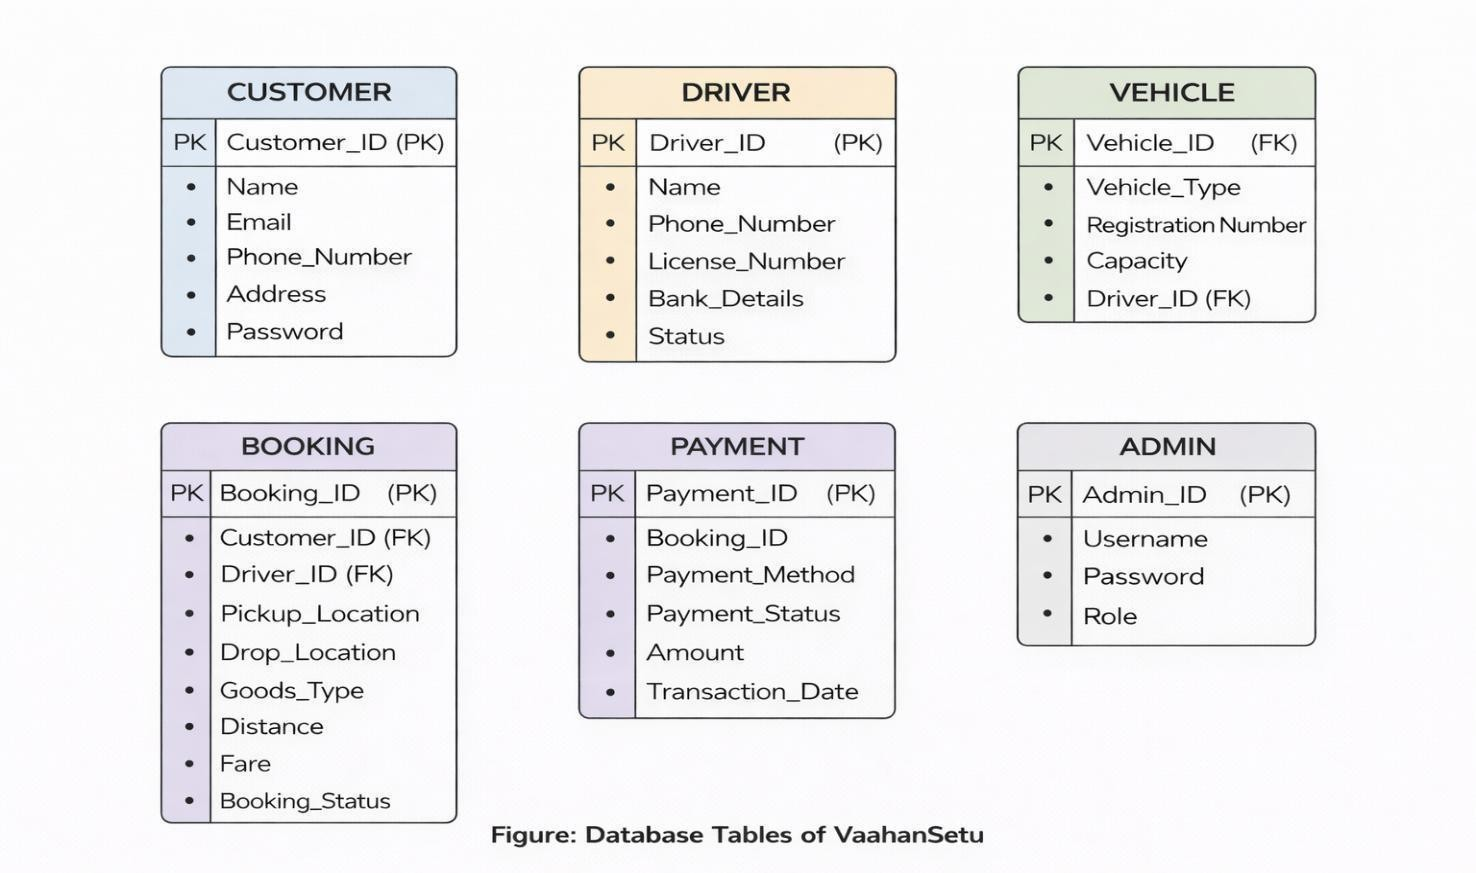 CUSTOMER
PK Customer_ID (PK)
• Name
• Email
• Phone_Number
• Address
• Password
DRIVER
PK Driver_ID (PK)
• Name
• Phone_Number
• License_Number
• Bank_Details
• Status
VEHICLE
PK Vehicle_ID (FK)
• Vehicle_Type
• Registration Number
• Capacity
• Driver_ID (FK)
BOOKING
PK Booking_ID (PK)
• Customer_ID (FK)
• Driver_ID (FK)
• Pickup_Location
• Drop_Location
• Goods_Type
• Distance
• Fare
• Booking_Status
PAYMENT
PK Payment_ID (PK)
• Booking_ID
• Payment_Method
• Payment_Status
• Amount
• Transaction_Date
ADMIN
PK Admin_ID (PK)
• Username
• Password
• Role
Figure: Database Tables of VaahanSetu